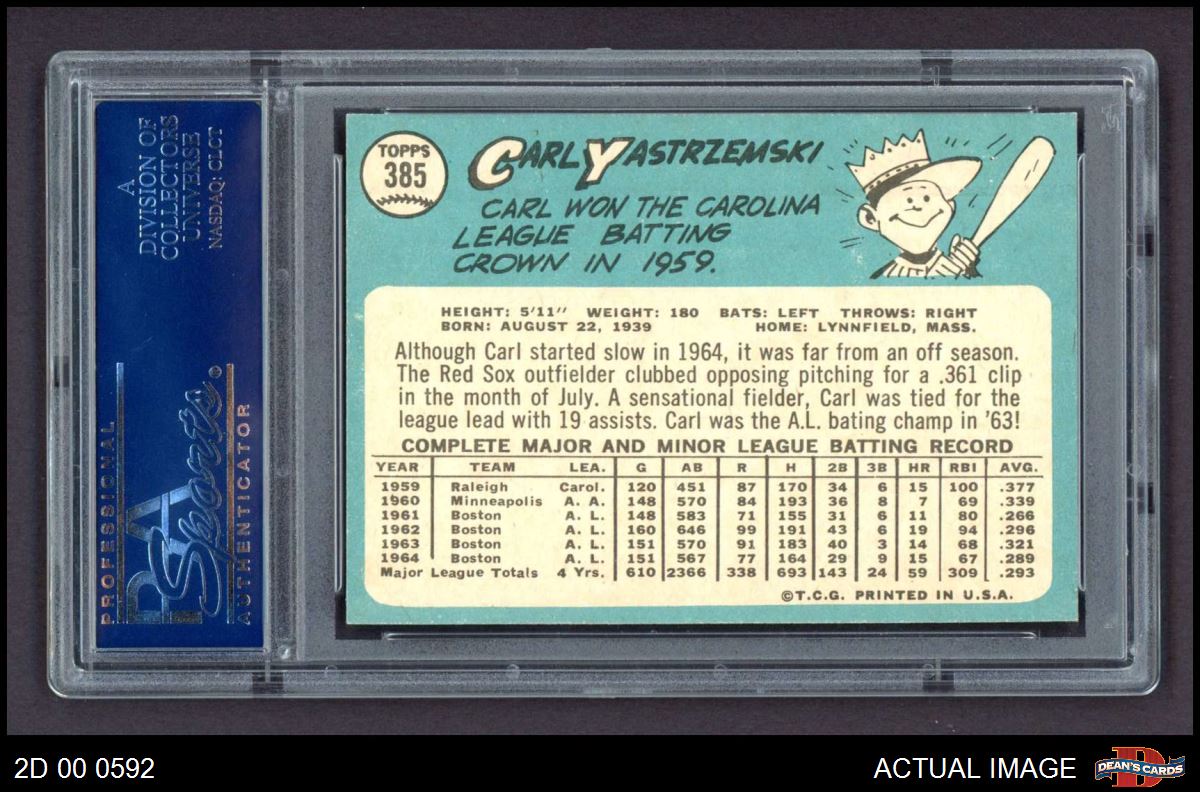 A
DIVISION OF
COLLECTORS
UNIVERSE
NASDAQ: CLCT
PROFESSIONAL
PSA
Sports
AUTHENTICATOR
TOPPS
385
CARL YASTRZEMSKI
CARL WON THE CAROLINA
LEAGUE BATTING
CROWN IN 1959.
HEIGHT: 5'11" WEIGHT: 180 BATS: LEFT THROWS: RIGHT
BORN: AUGUST 22, 1939 HOME: LYNNFIELD, MASS.
Although Carl started slow in 1964, it was far from an off season.
The Red Sox outfielder clubbed opposing pitching for a .361 clip
in the month of July. A sensational fielder, Carl was tied for the
league lead with 19 assists. Carl was the A.L. bating champ in '63!
COMPLETE MAJOR AND MINOR LEAGUE BATTING RECORD
YEAR TEAM LEA. G AB R H 2B 3B HR RBI AVG.
1959 Raleigh Carol. 120 451 87 170 34 6 15 100 .377
1960 Minneapolis A. A. 148 570 84 193 36 8 7 69 .339
1961 Boston A. L. 148 583 71 155 31 6 11 80 .266
1962 Boston A. L. 160 646 99 191 43 6 19 94 .296
1963 Boston A. L. 151 570 91 183 40 3 14 68 .321
1964 Boston A. L. 151 567 77 164 29 9 15 67 .289
Major League Totals 4 Yrs. 610 2366 338 693 143 24 59 309 .293
©T.C.G. PRINTED IN U.S.A.
2D 00 0592
ACTUAL IMAGE
DEAN'S CARDS